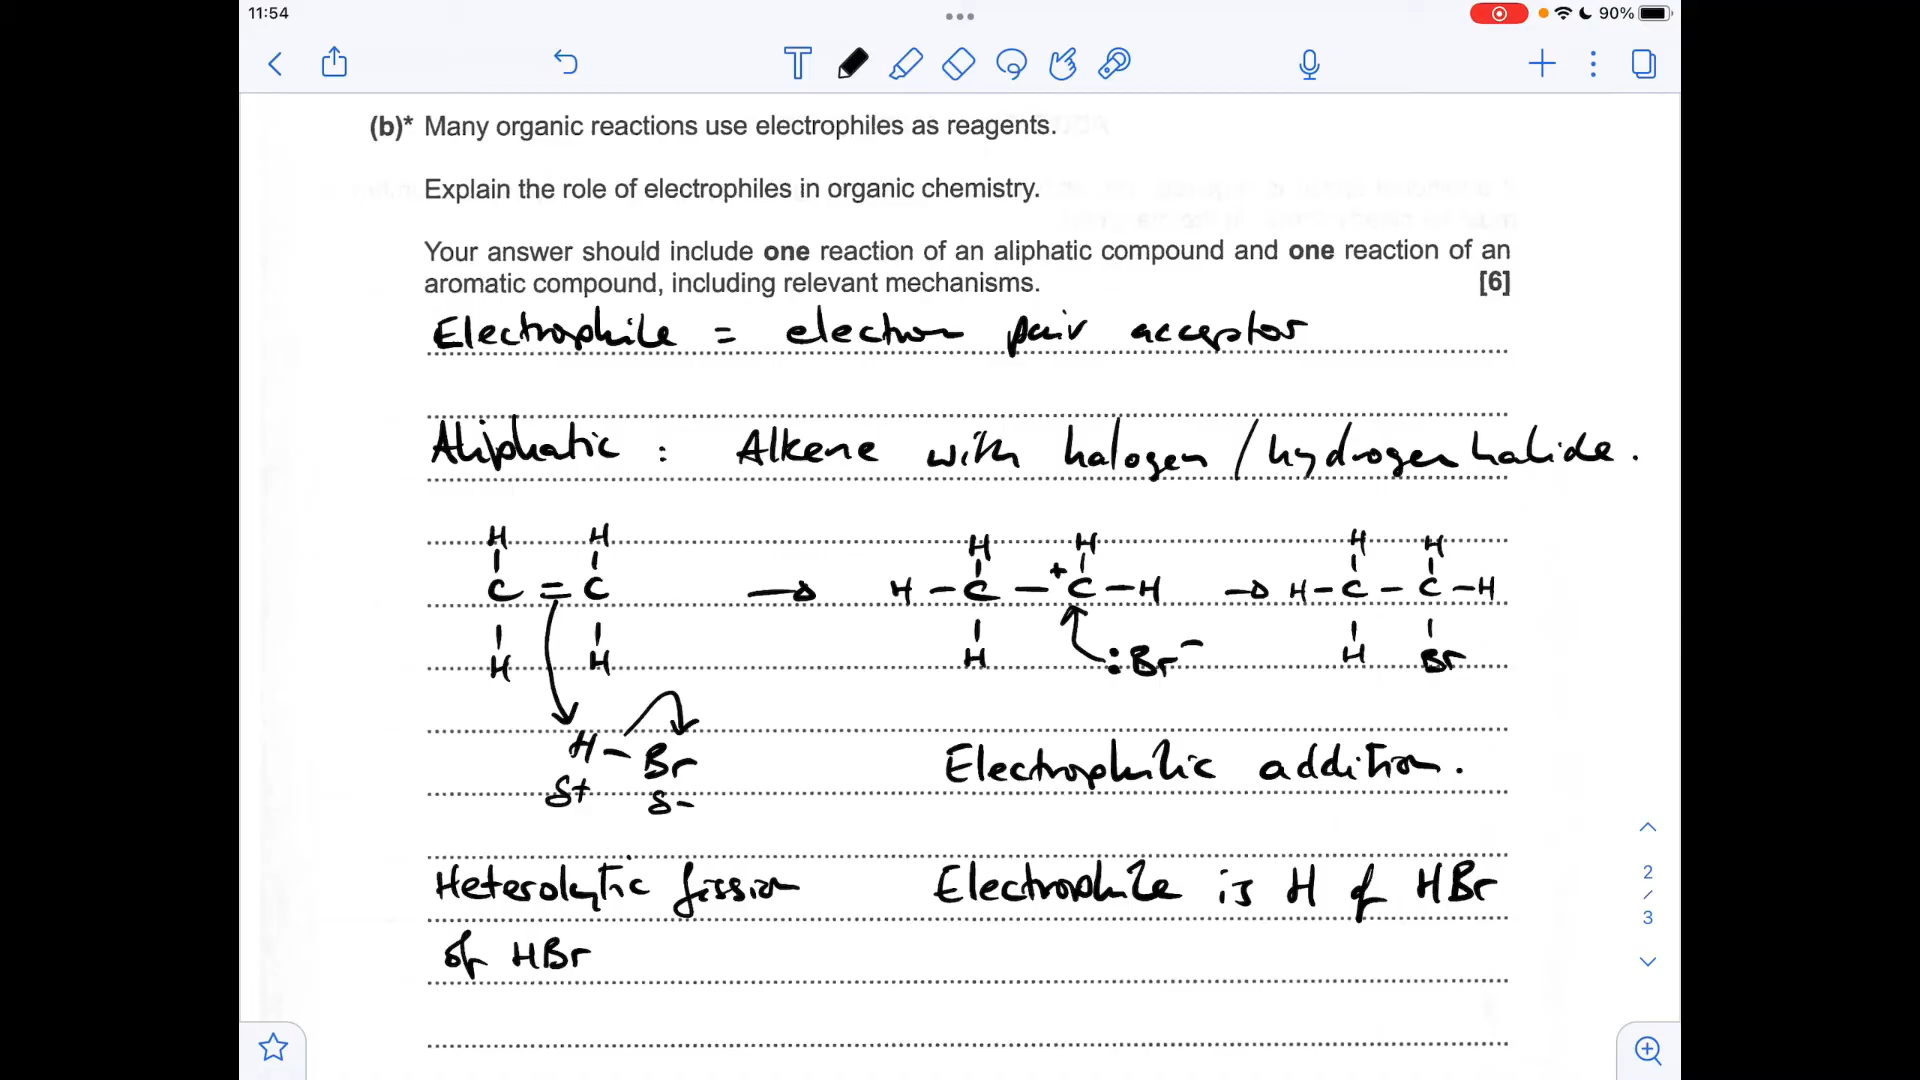 11:54
90%
(b)* Many organic reactions use electrophiles as reagents.
Explain the role of electrophiles in organic chemistry.
Your answer should include one reaction of an aliphatic compound and one reaction of an
aromatic compound, including relevant mechanisms. [6]
Electrophile = electron pair acceptor
Aliphatic : Alkene with halogen / hydrogen halide.
H H H H H H
C = C → H - C - +C - H → H - C - C - H
H H H :Br⁻ H Br
H - Br
δ+ δ-
Electrophilic addition.
Heterolytic fission Electrophile is H of HBr
of HBr
2
/
3